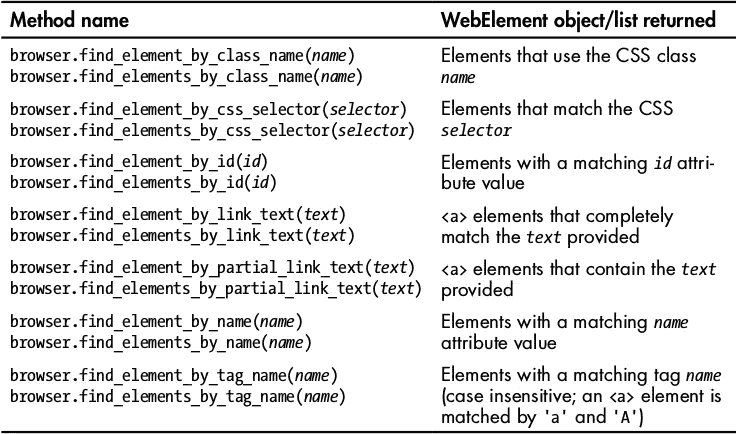 Method name WebElement object/list returned
browser.find_element_by_class_name(name) Elements that use the CSS class
browser.find_elements_by_class_name(name) name
browser.find_element_by_css_selector(selector) Elements that match the CSS
browser.find_elements_by_css_selector(selector) selector
browser.find_element_by_id(id) Elements with a matching id attri-
browser.find_elements_by_id(id) bute value
browser.find_element_by_link_text(text) <a> elements that completely
browser.find_elements_by_link_text(text) match the text provided
browser.find_element_by_partial_link_text(text) <a> elements that contain the text
browser.find_elements_by_partial_link_text(text) provided
browser.find_element_by_name(name) Elements with a matching name
browser.find_elements_by_name(name) attribute value
browser.find_element_by_tag_name(name) Elements with a matching tag name
browser.find_elements_by_tag_name(name) (case insensitive; an <a> element is
matched by 'a' and 'A')